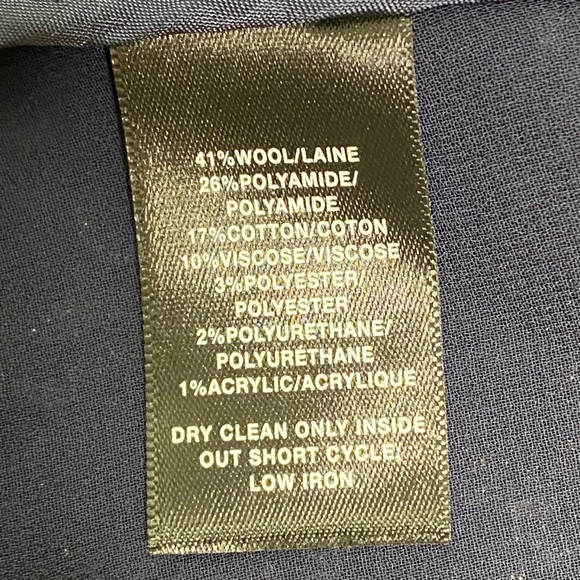 41%WOOL/LAINE
26%POLYAMIDE/
POLYAMIDE
17%COTTON/COTON
10%VISCOSE/VISCOSE
3%POLYESTER/
POLYESTER
2%POLYURETHANE/
POLYURETHANE
1%ACRYLIC/ACRYLIQUE
DRY CLEAN ONLY INSIDE
OUT SHORT CYCLE.
LOW IRON